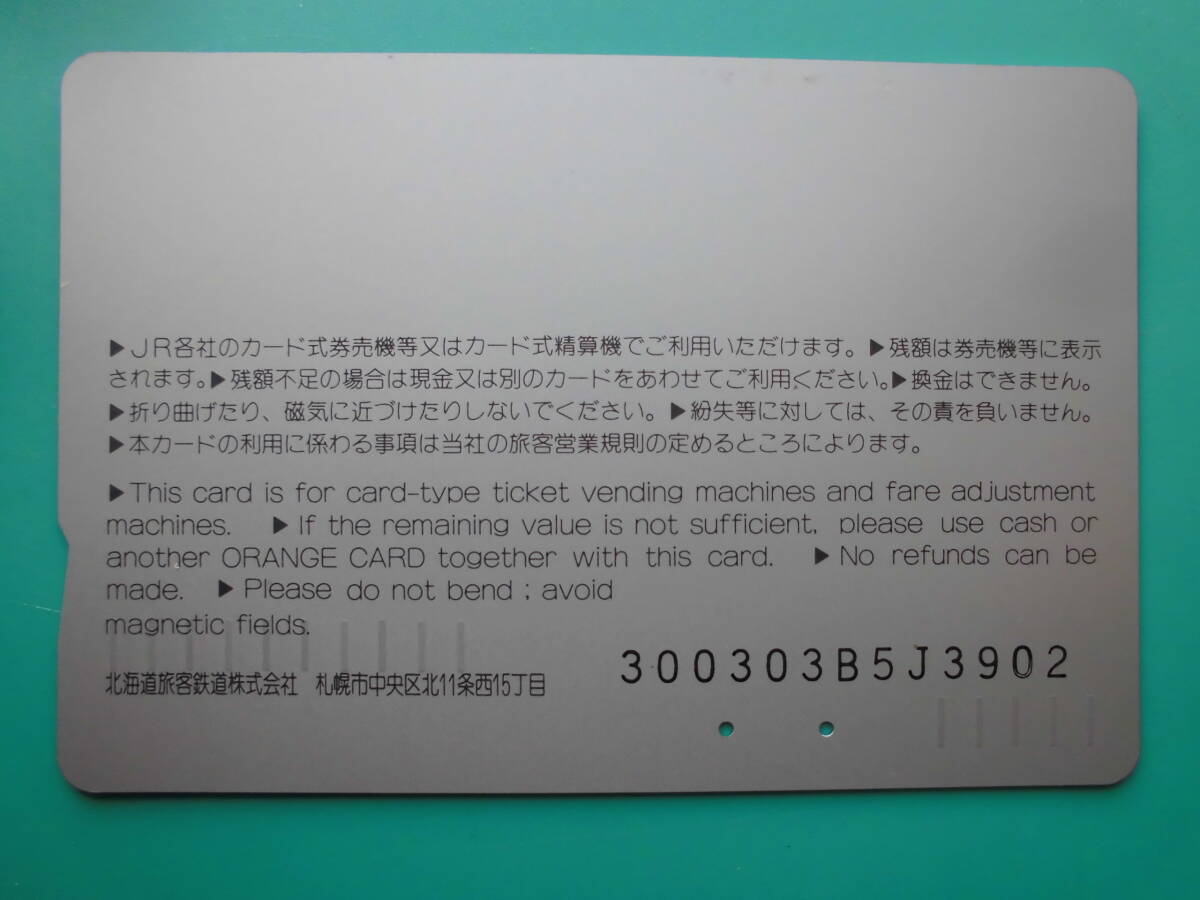 ▶JR各社のカード式券売機等又はカード式精算機でご利用いただけます。▶残額は券売機等に表示
されます。▶残額不足の場合は現金又は別のカードをあわせてご利用ください。▶換金はできません。
▶折り曲げたり、磁気に近づけたりしないでください。▶紛失等に対しては、その責を負いません。
▶本カードの利用に係わる事項は当社の旅客営業規則の定めるところによります。
▶This card is for card-type ticket vending machines and fare adjustment
machines. ▶If the remaining value is not sufficient, please use cash or
another ORANGE CARD together with this card. ▶No refunds can be
made. ▶Please do not bend ; avoid
magnetic fields.
300303B5J3902
北海道旅客鉄道株式会社 札幌市中央区北11条西15丁目